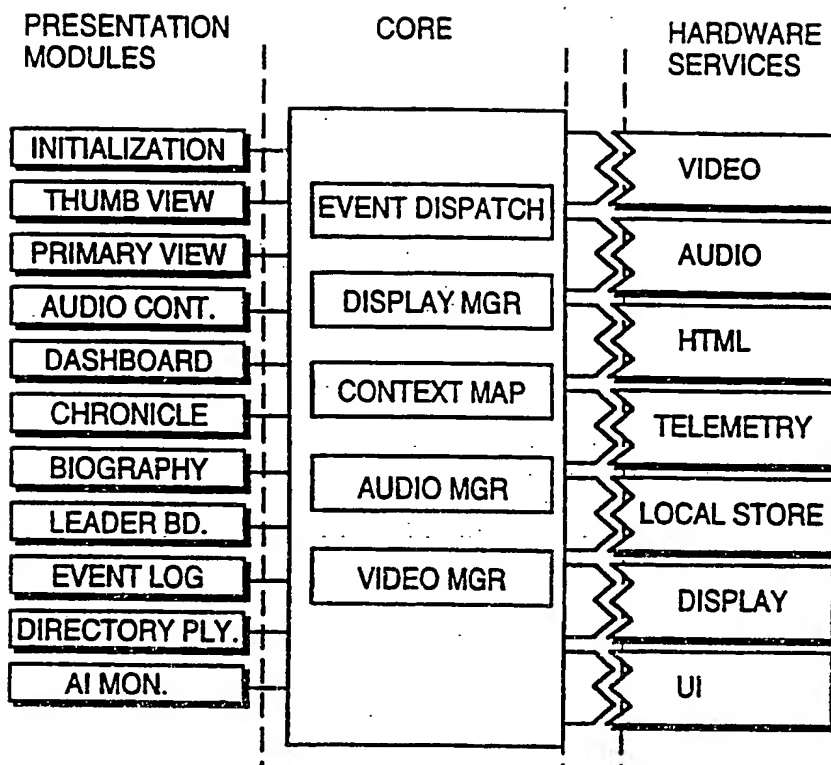 PRESENTATION
MODULES
CORE
HARDWARE
SERVICES
INITIALIZATION
THUMB VIEW
PRIMARY VIEW
AUDIO CONT.
DASHBOARD
CHRONICLE
BIOGRAPHY
LEADER BD.
EVENT LOG
DIRECTORY PLY.
AI MON.
EVENT DISPATCH
DISPLAY MGR
CONTEXT MAP
AUDIO MGR
VIDEO MGR
VIDEO
AUDIO
HTML
TELEMETRY
LOCAL STORE
DISPLAY
UI